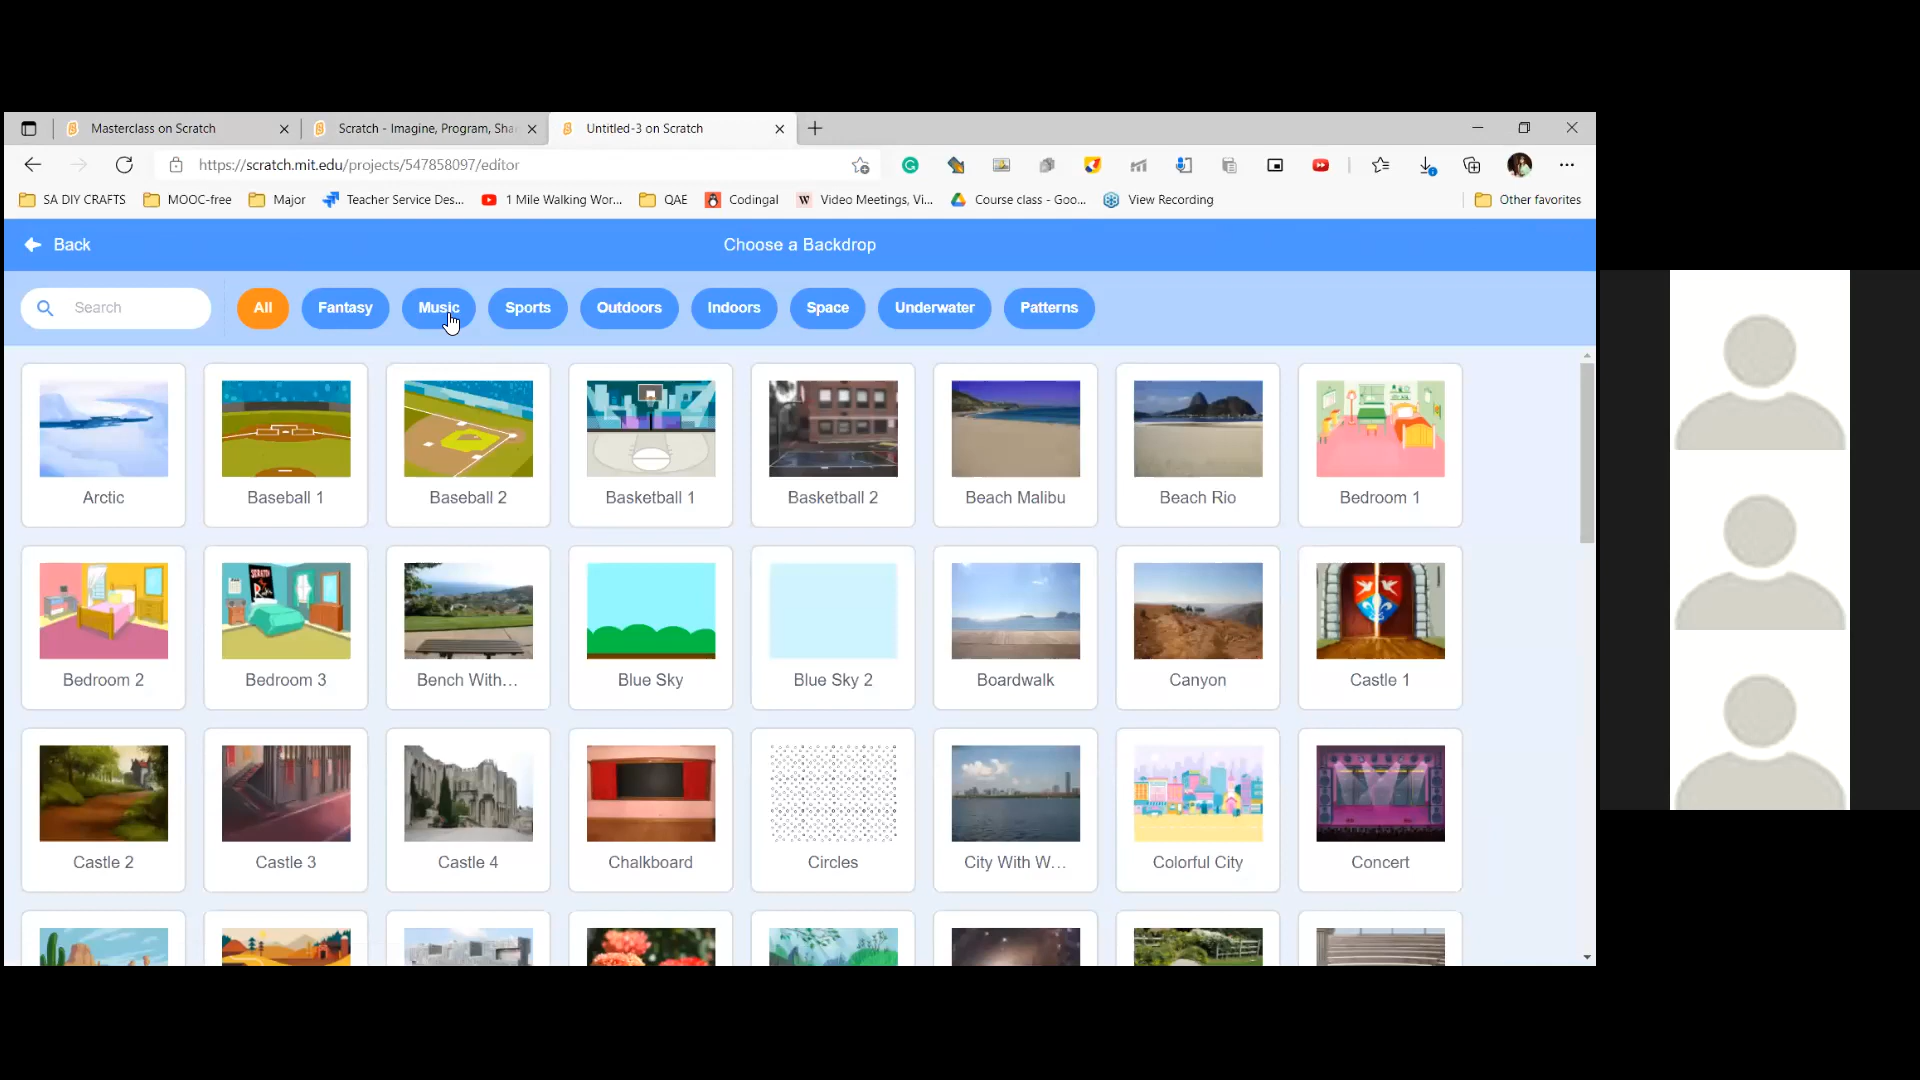 Masterclass on Scratch
Scratch - Imagine, Program, Sha
Untitled-3 on Scratch
https://scratch.mit.edu/projects/547858097/editor
SA DIY CRAFTS
MOOC-free
Major
Teacher Service Des...
1 Mile Walking Wor...
QAE
Codingal
Video Meetings, Vi...
Course class - Goo...
View Recording
Other favorites
Back
Choose a Backdrop
Search
All
Fantasy
Music
Sports
Outdoors
Indoors
Space
Underwater
Patterns
Arctic
Baseball 1
Baseball 2
Basketball 1
Basketball 2
Beach Malibu
Beach Rio
Bedroom 1
Bedroom 2
Bedroom 3
Bench With...
Blue Sky
Blue Sky 2
Boardwalk
Canyon
Castle 1
Castle 2
Castle 3
Castle 4
Chalkboard
Circles
City With W...
Colorful City
Concert